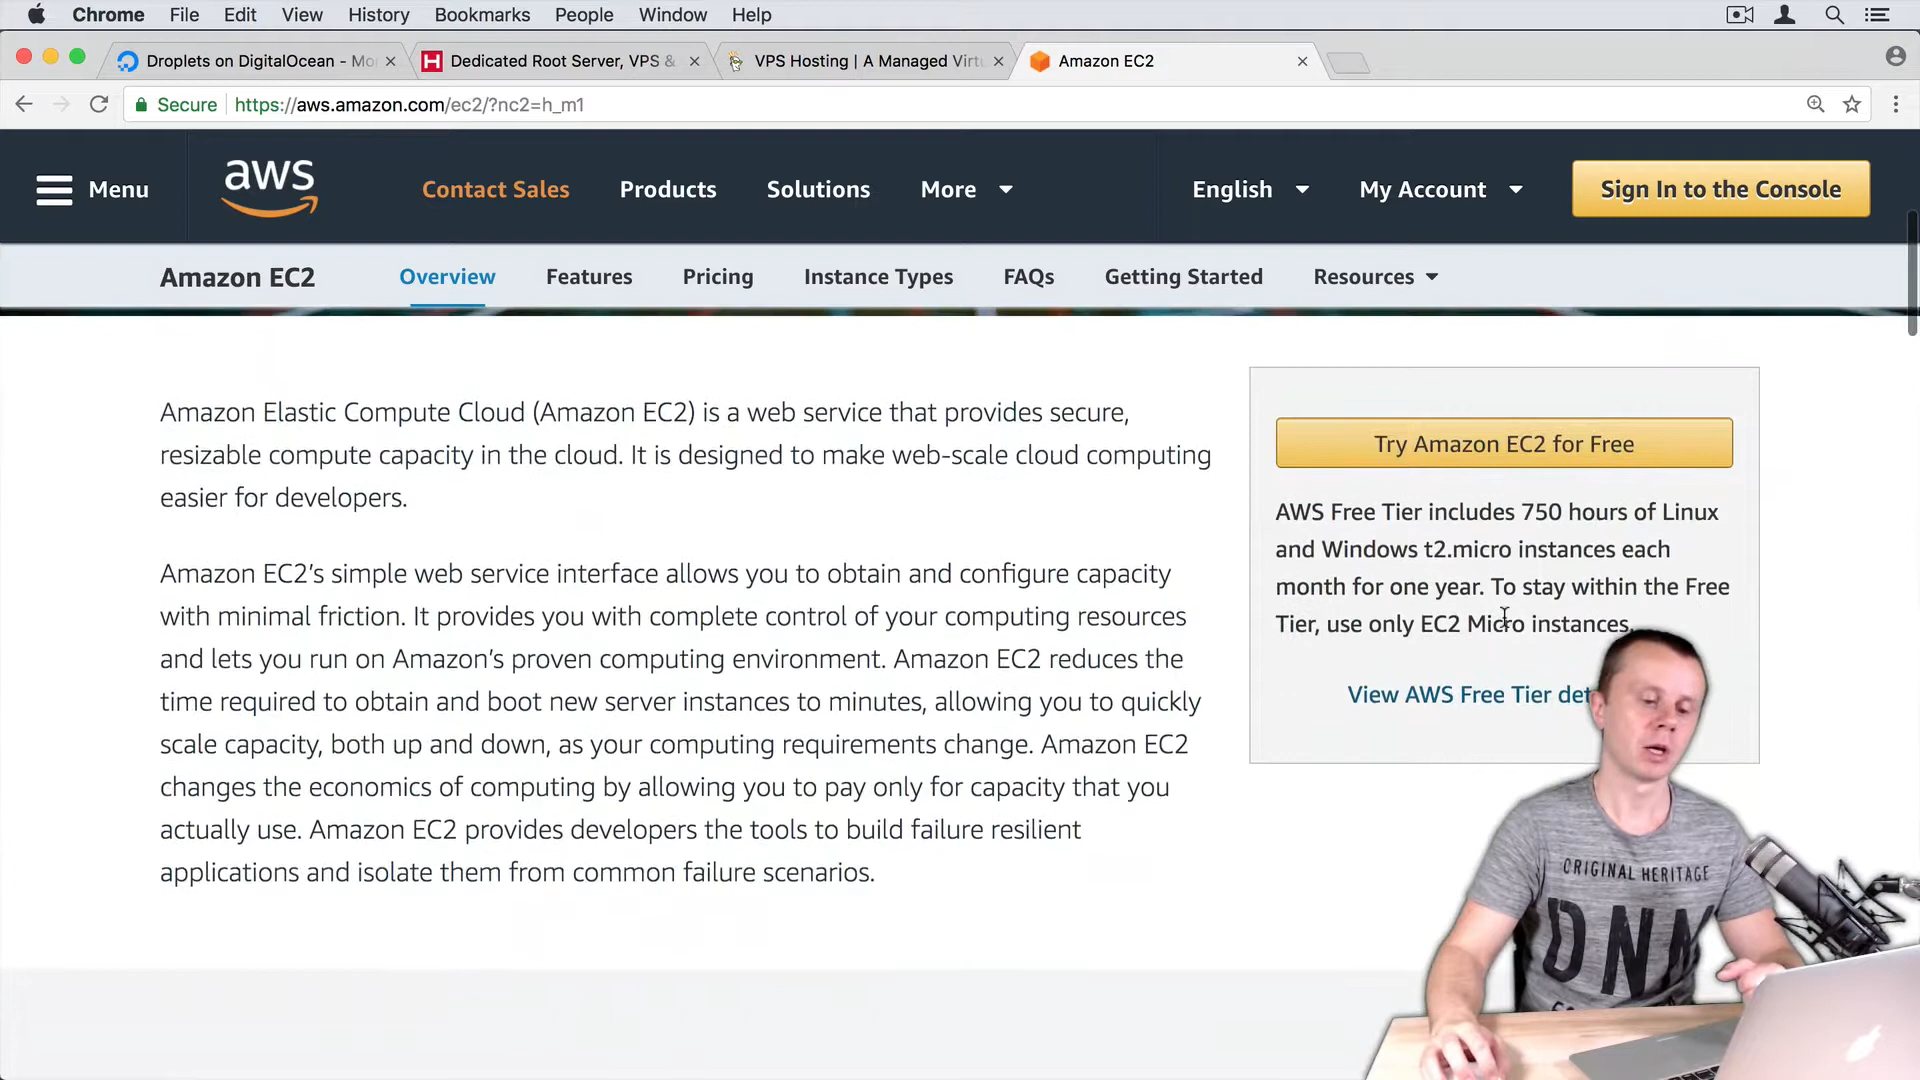 Chrome File Edit View History Bookmarks People Window Help
Droplets on DigitalOcean - Mo
Dedicated Root Server, VPS &
VPS Hosting | A Managed Virtu
Amazon EC2
Secure https://aws.amazon.com/ec2/?nc2=h_m1
Menu aws Contact Sales Products Solutions More English My Account Sign In to the Console
Amazon EC2 Overview Features Pricing Instance Types FAQs Getting Started Resources
Amazon Elastic Compute Cloud (Amazon EC2) is a web service that provides secure,
resizable compute capacity in the cloud. It is designed to make web-scale cloud computing
easier for developers.
Amazon EC2’s simple web service interface allows you to obtain and configure capacity
with minimal friction. It provides you with complete control of your computing resources
and lets you run on Amazon’s proven computing environment. Amazon EC2 reduces the
time required to obtain and boot new server instances to minutes, allowing you to quickly
scale capacity, both up and down, as your computing requirements change. Amazon EC2
changes the economics of computing by allowing you to pay only for capacity that you
actually use. Amazon EC2 provides developers the tools to build failure resilient
applications and isolate them from common failure scenarios.
Try Amazon EC2 for Free
AWS Free Tier includes 750 hours of Linux
and Windows t2.micro instances each
month for one year. To stay within the Free
Tier, use only EC2 Micro instances.
View AWS Free Tier det
ORIGINAL HERITAGE
DNM